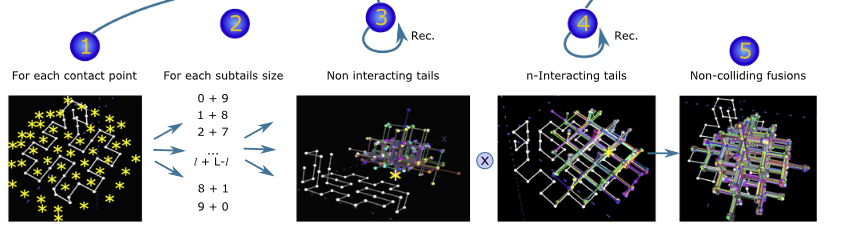 1
2
3
4
5
Rec.
Rec.
For each contact point
For each subtails size
Non interacting tails
n-Interacting tails
Non-colliding fusions
0 + 9
1 + 8
2 + 7
...
l + L-l
8 + 1
9 + 0
x